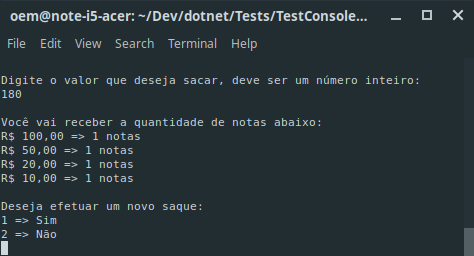 oem@note-i5-acer: ~/Dev/dotnet/Tests/TestConsole...
File Edit View Search Terminal Help
Digite o valor que deseja sacar, deve ser um número inteiro:
180
Você vai receber a quantidade de notas abaixo:
R$ 100,00 => 1 notas
R$ 50,00 => 1 notas
R$ 20,00 => 1 notas
R$ 10,00 => 1 notas
Deseja efetuar um novo saque:
1 => Sim
2 => Não